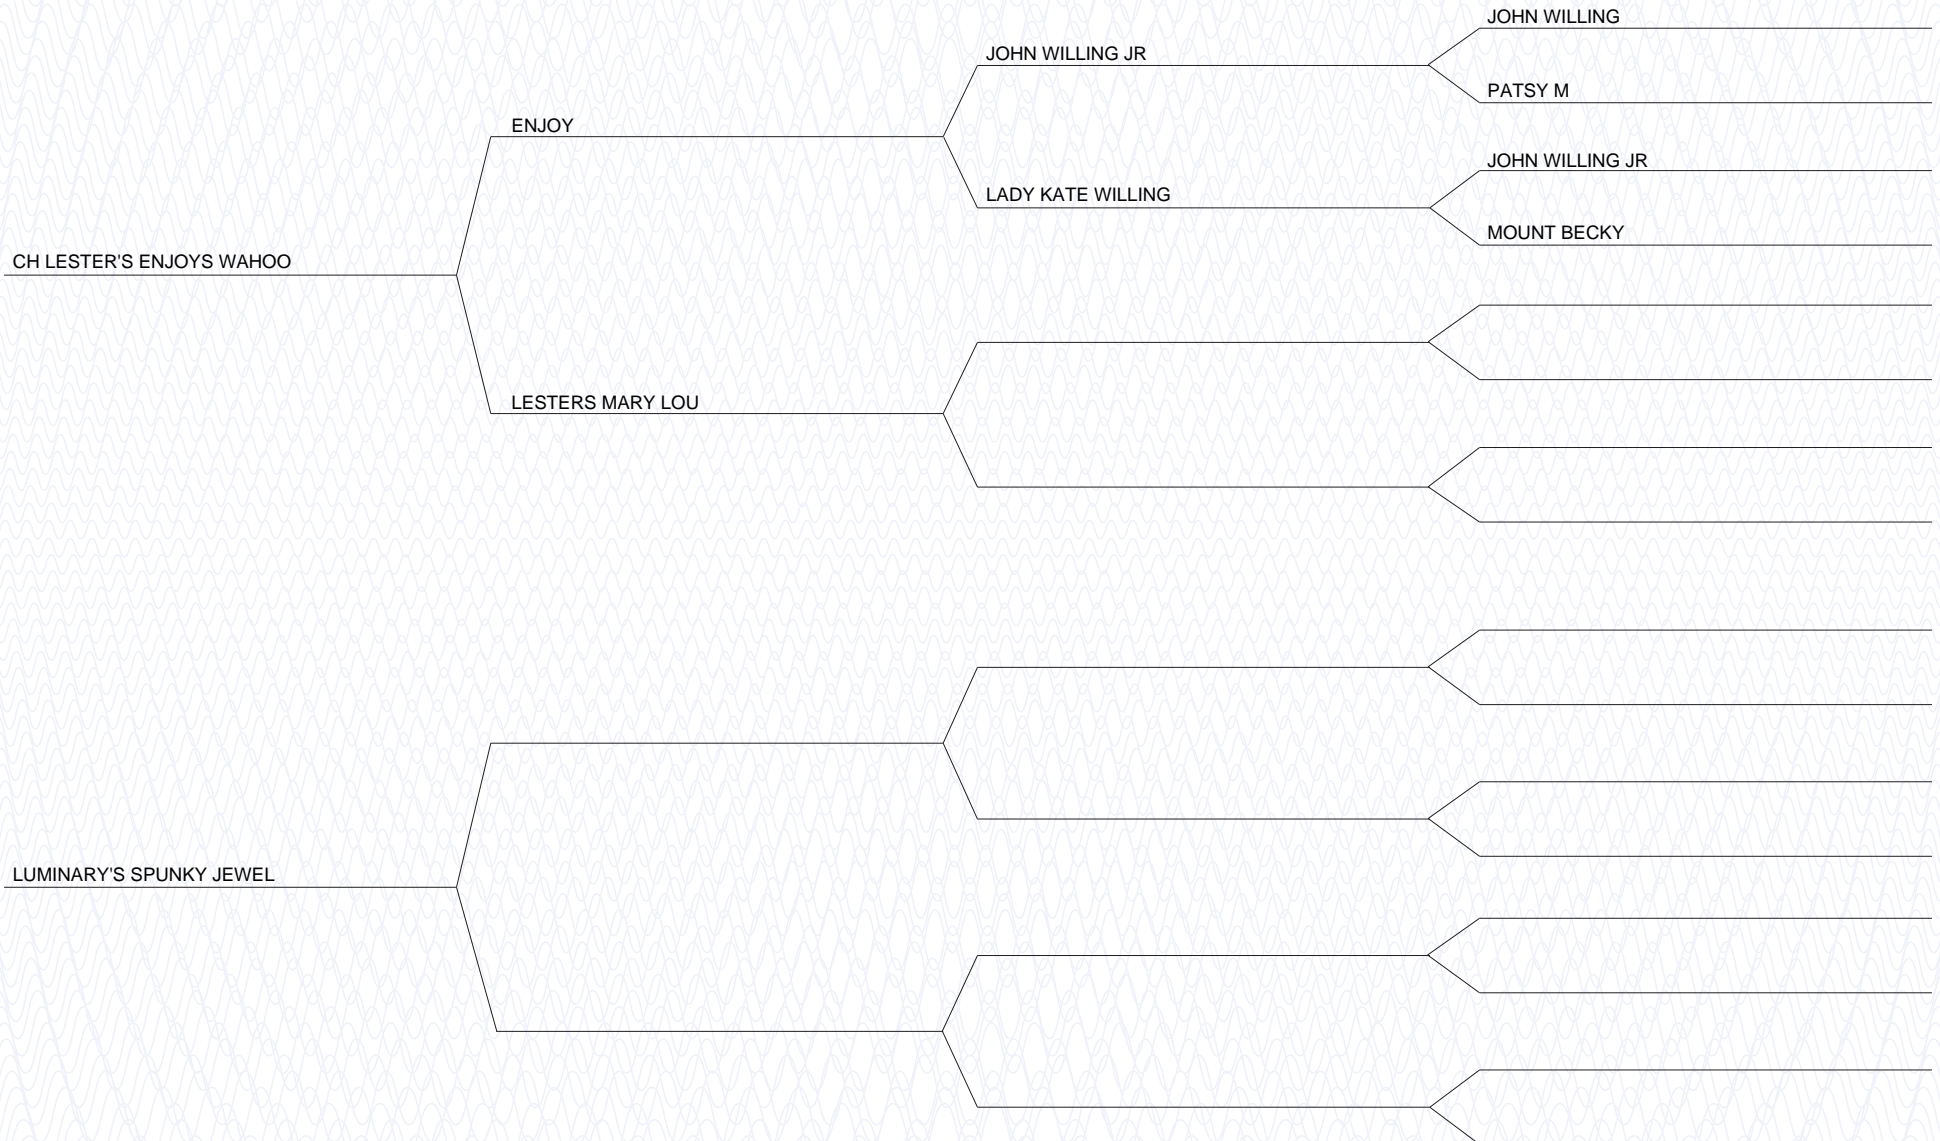 JOHN WILLING
JOHN WILLING JR
PATSY M
ENJOY
JOHN WILLING JR
LADY KATE WILLING
MOUNT BECKY
CH LESTER'S ENJOYS WAHOO
LESTERS MARY LOU
LUMINARY'S SPUNKY JEWEL